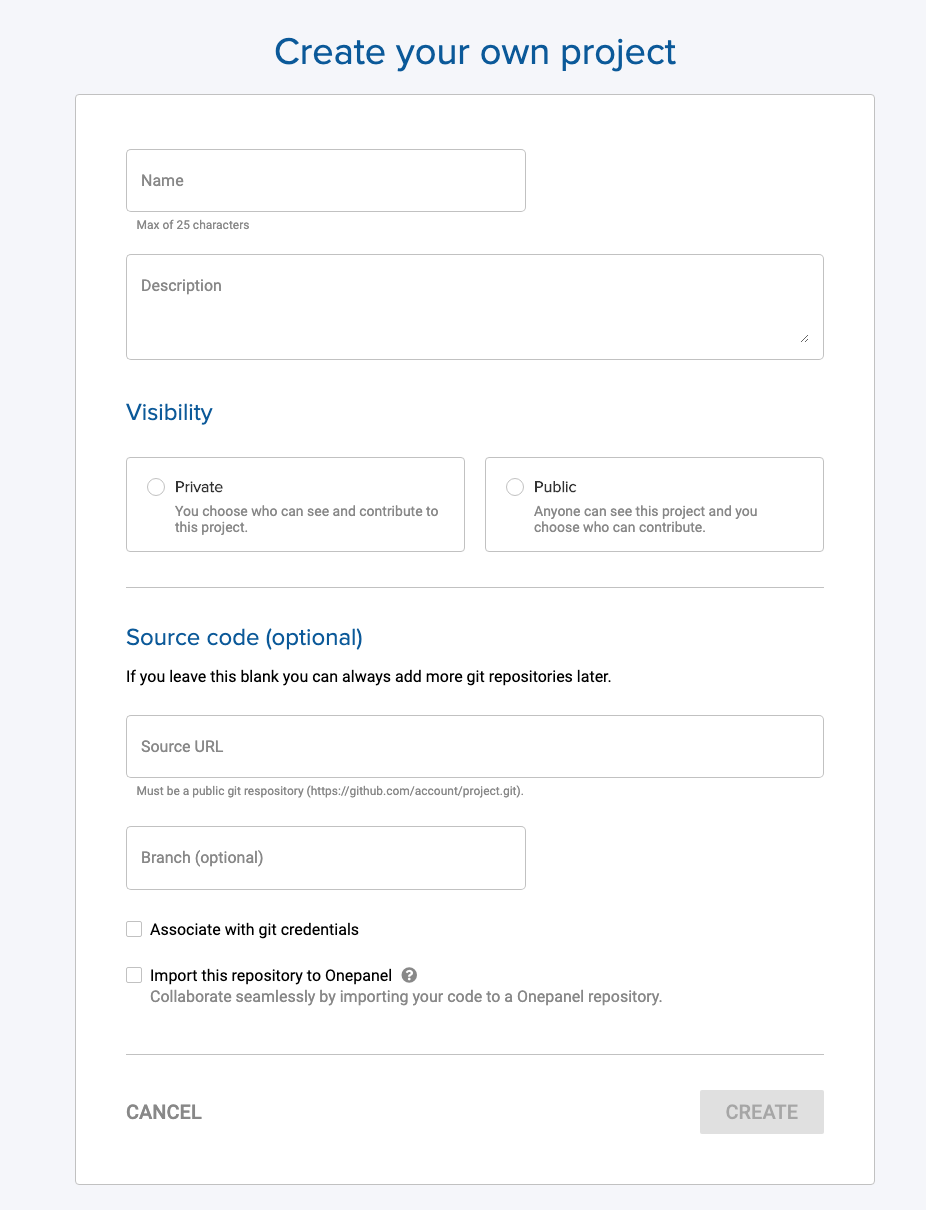 Create your own project
Name
Max of 25 characters
Description
Visibility
Private
You choose who can see and contribute to
this project.
Public
Anyone can see this project and you
choose who can contribute.
Source code (optional)
If you leave this blank you can always add more git repositories later.
Source URL
Must be a public git respository (https://github.com/account/project.git).
Branch (optional)
Associate with git credentials
Import this repository to Onepanel ?
Collaborate seamlessly by importing your code to a Onepanel repository.
CANCEL
CREATE